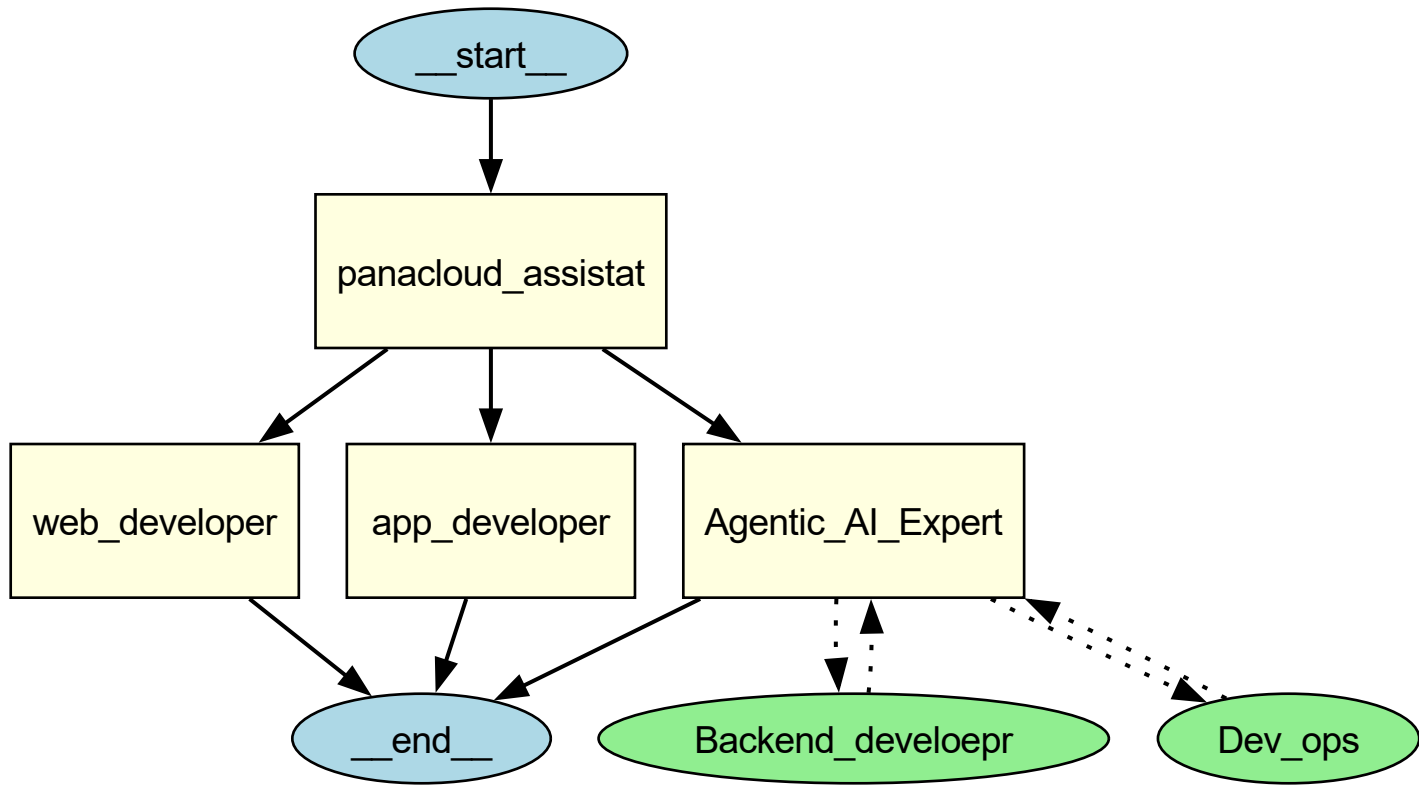 __start__
panacloud_assistat
web_developer
app_developer
Agentic_AI_Expert
__end__
Backend_develoepr
Dev_ops